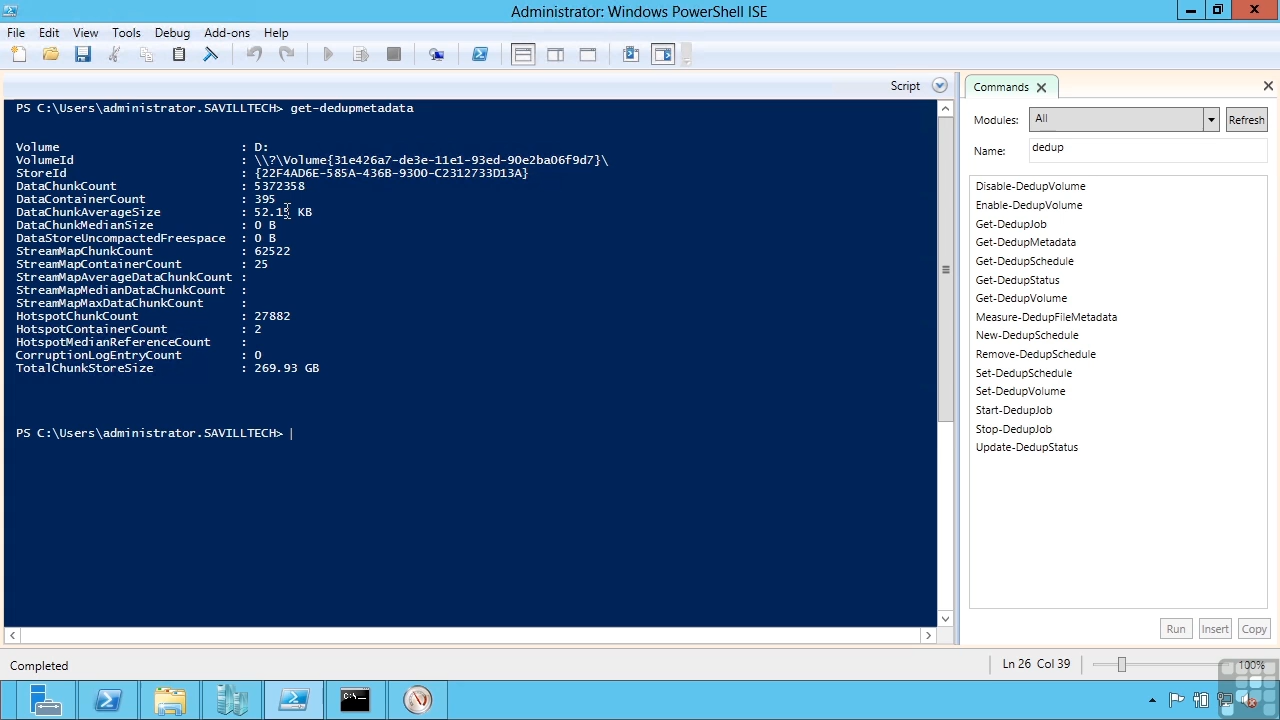 Administrator: Windows PowerShell ISE
File Edit View Tools Debug Add-ons Help
Script
PS C:\Users\administrator.SAVILLTECH> get-dedupmetadata
Volume : D:
VolumeId : \\?\Volume{31e426a7-de3e-11e1-93ed-90e2ba06f9d7}\
StoreId : {22F4AD6E-585A-436B-9300-C2312733D13A}
DataChunkCount : 5372358
DataContainerCount : 395
DataChunkAverageSize : 52.15 KB
DataChunkMedianSize : 0 B
DataStoreUncompactedFreespace : 0 B
StreamMapChunkCount : 62522
StreamMapContainerCount : 25
StreamMapAverageDataChunkCount :
StreamMapMedianDataChunkCount :
StreamMapMaxDataChunkCount :
HotspotChunkCount : 27882
HotspotContainerCount : 2
HotspotMedianReferenceCount :
CorruptionLogEntryCount : 0
TotalChunkStoreSize : 269.93 GB
PS C:\Users\administrator.SAVILLTECH>
Commands
Modules: All Refresh
Name: dedup
Disable-DedupVolume
Enable-DedupVolume
Get-DedupJob
Get-DedupMetadata
Get-DedupSchedule
Get-DedupStatus
Get-DedupVolume
Measure-DedupFileMetadata
New-DedupSchedule
Remove-DedupSchedule
Set-DedupSchedule
Set-DedupVolume
Start-DedupJob
Stop-DedupJob
Update-DedupStatus
Run Insert Copy
Completed
Ln 26 Col 39
100%